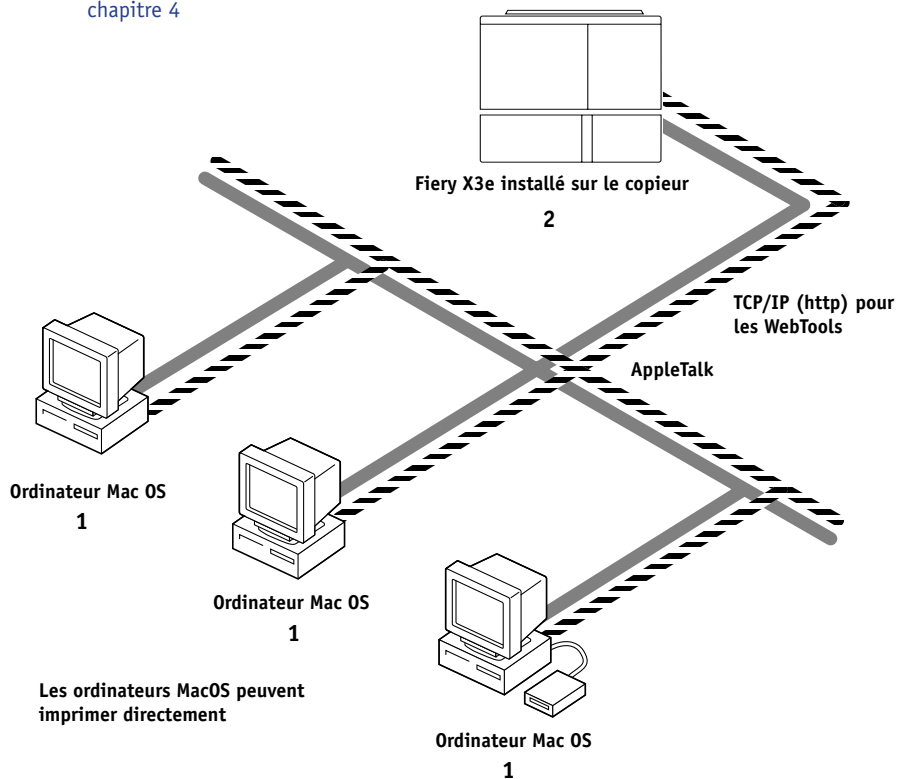 chapitre 4
Fiery X3e installé sur le copieur
2
TCP/IP (http) pour
les WebTools
AppleTalk
Ordinateur Mac OS
1
Ordinateur Mac OS
1
Les ordinateurs MacOS peuvent
imprimer directement
Ordinateur Mac OS
1